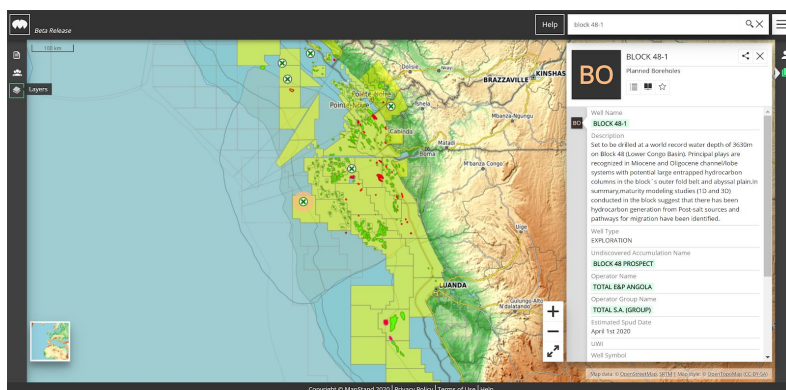 Beta Release
Help
block 48-1
100 km
Layers
BRAZZAVILLE
KINSHAS
Pointe-Noire
Cabinda
Mbanza-Ngungu
Boma
Matadi
M'banza Congo
Uige
LUANDA
N'dalatando
BO
BLOCK 48-1
Planned Boreholes
BO
Well Name
BLOCK 48-1
Description
Set to be drilled at a world record water depth of 3630m
on Block 48 (Lower Congo Basin). Principal plays are
recognized in Miocene and Oligocene channel/lobe
systems with potential large entrapped hydrocarbon
columns in the block`s outer fold belt and abyssal plain.In
summary,maturity modeling studies (1D and 3D)
conducted in the block suggest that there has been
hydrocarbon generation from Post-salt sources and
pathways for migration have been identified.
Well Type
EXPLORATION
Undiscovered Accumulation Name
BLOCK 48 PROSPECT
Operator Name
TOTAL E&P ANGOLA
Operator Group Name
TOTAL S.A. (GROUP)
Estimated Spud Date
April 1st 2020
UWI
Well Symbol
Map data: © OpenStreetMap, SRTM | Map layer: © OpenTopoMap (CC-BY-SA)
Copyright © MapStand 2020 | Privacy Policy | Terms of Use | Help